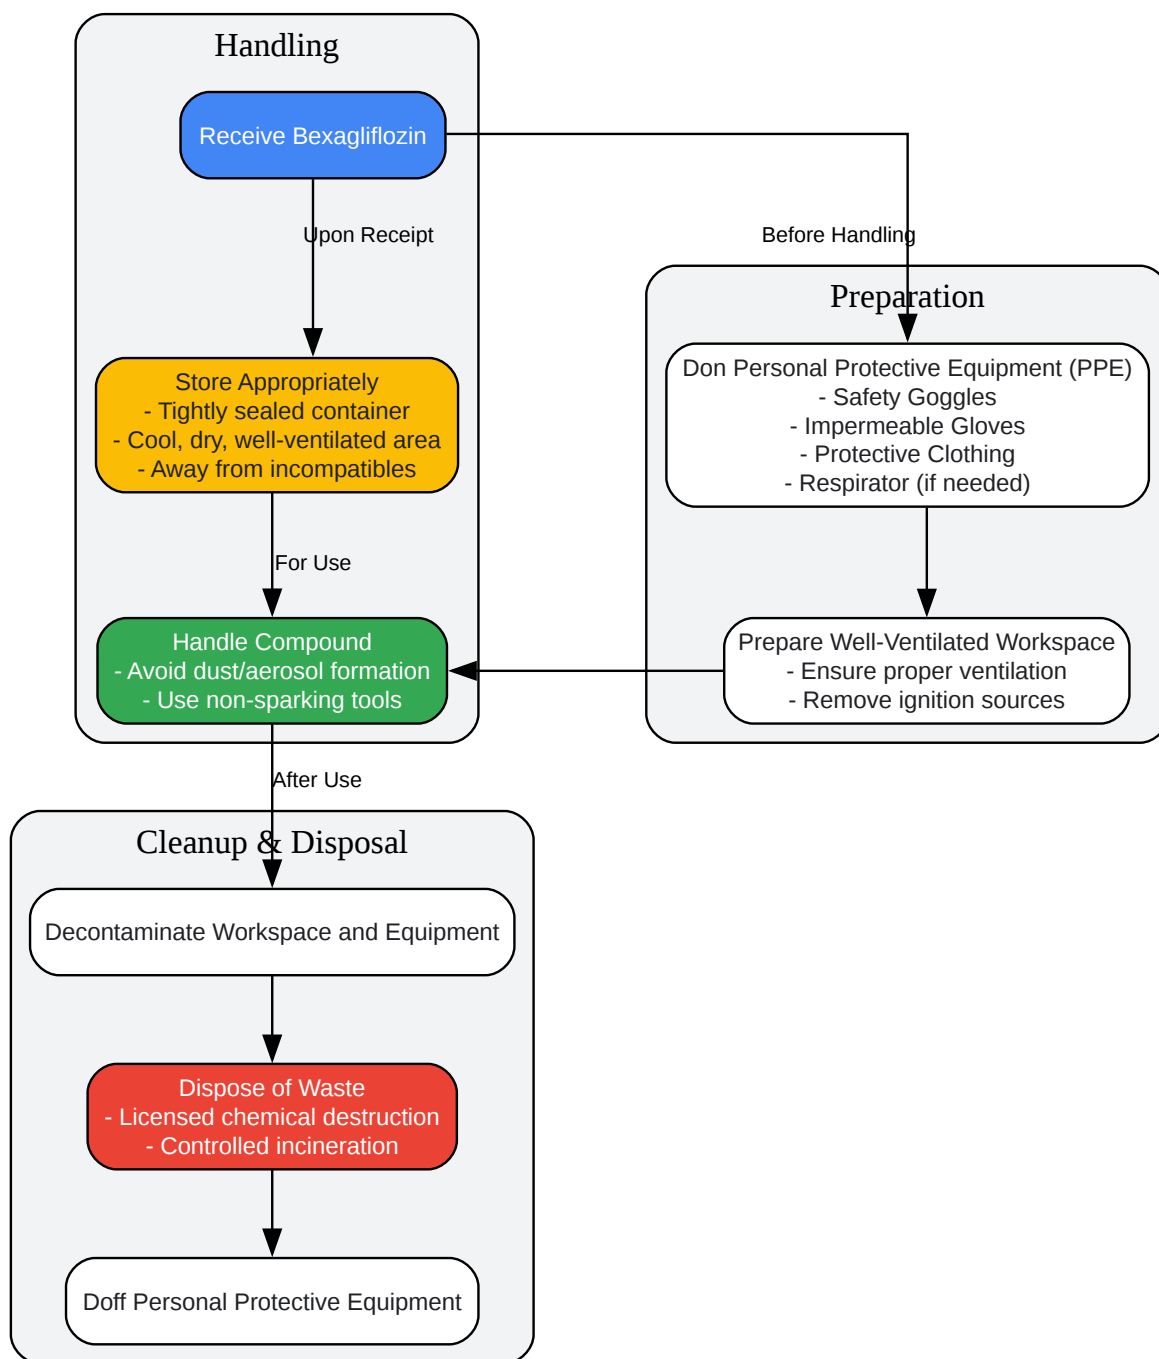 Handling
Receive Bexagliflozin
Upon Receipt
Before Handling
Preparation
Store Appropriately
- Tightly sealed container
- Cool, dry, well-ventilated area
- Away from incompatibles
Don Personal Protective Equipment (PPE)
- Safety Goggles
- Impermeable Gloves
- Protective Clothing
- Respirator (if needed)
For Use
Handle Compound
- Avoid dust/aerosol formation
- Use non-sparking tools
Prepare Well-Ventilated Workspace
- Ensure proper ventilation
- Remove ignition sources
After Use
Cleanup & Disposal
Decontaminate Workspace and Equipment
Dispose of Waste
- Licensed chemical destruction
- Controlled incineration
Doff Personal Protective Equipment